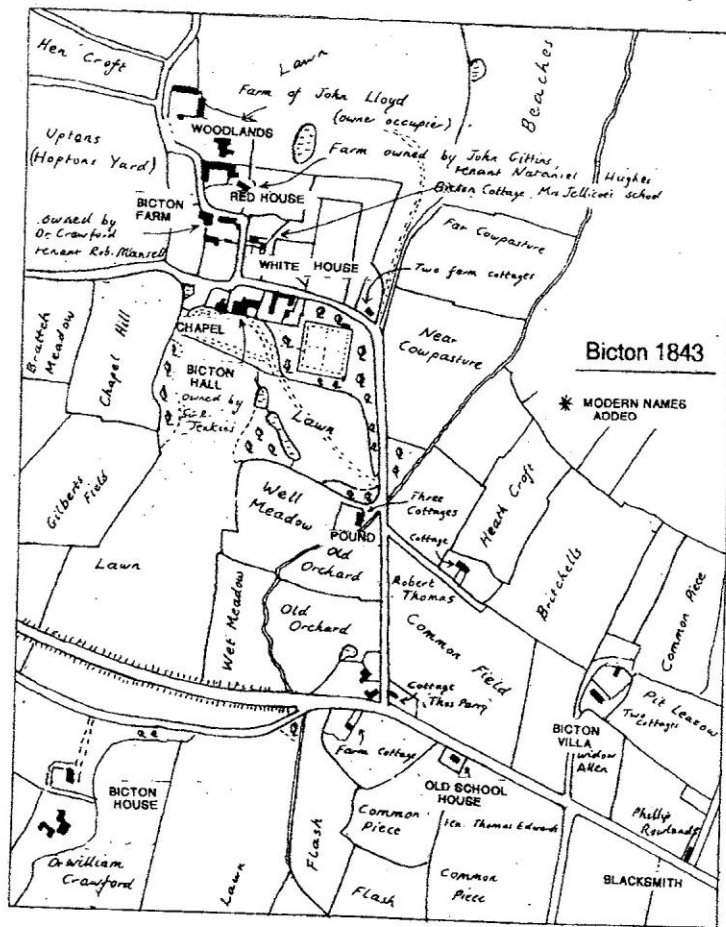 Hen Croft
Lawn
Beaches
Farm of John Lloyd
(owner occupier)
WOODLANDS
Uptons
(Hoptons Yard)
Farm owned by John Gittins
tenant Nataniel Hughes
Bicton Cottage Mrs Jellicoe's school
RED HOUSE
BICTON
FARM
owned by
Dr Crawford
tenant Rob. Mansell
Far Cowpasture
WHITE HOUSE
Two farm cottages
CHAPEL
Brattch
Meadow
Chapel Hill
Near
Cowpasture
Bicton 1843
BICTON
HALL
owned by
Jenkins
Lawn
✳ MODERN NAMES
ADDED
Gilberts
Field
Well
Meadow
Three
Cottages
Heath Croft
POUND
Cottage
Lawn
Old
Orchard
Robert
Thomas
Britchells
Common Piece
Wet Meadow
Old
Orchard
Common Field
Cottage
Thos Parry
Pit Leasow
Two Cottages
BICTON
VILLA
widow
Allen
Farm Cottage
BICTON
HOUSE
OLD SCHOOL
HOUSE
Thomas Edwards
Common
Piece
Flash
Phillip
Rowlands
Dr William
Crawford
Lawn
Flash
Common
Piece
BLACKSMITH